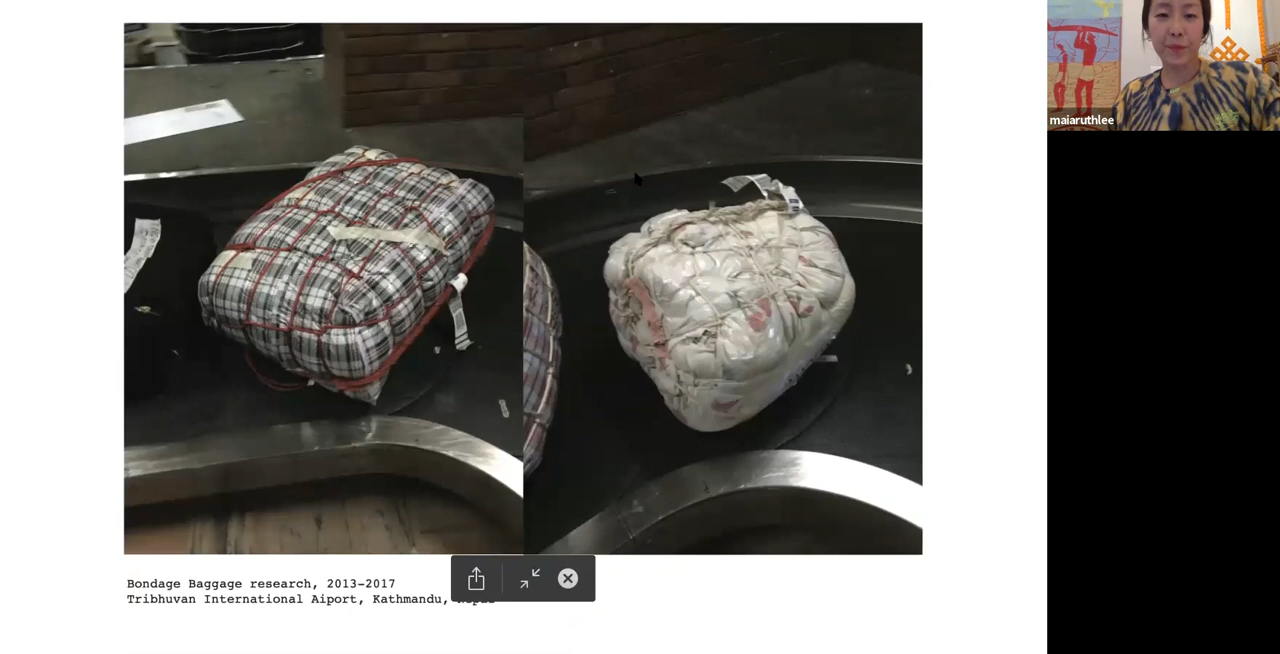 maiaruthlee
Bondage Baggage research, 2013-2017
Tribhuvan International Aiport, Kathmandu,